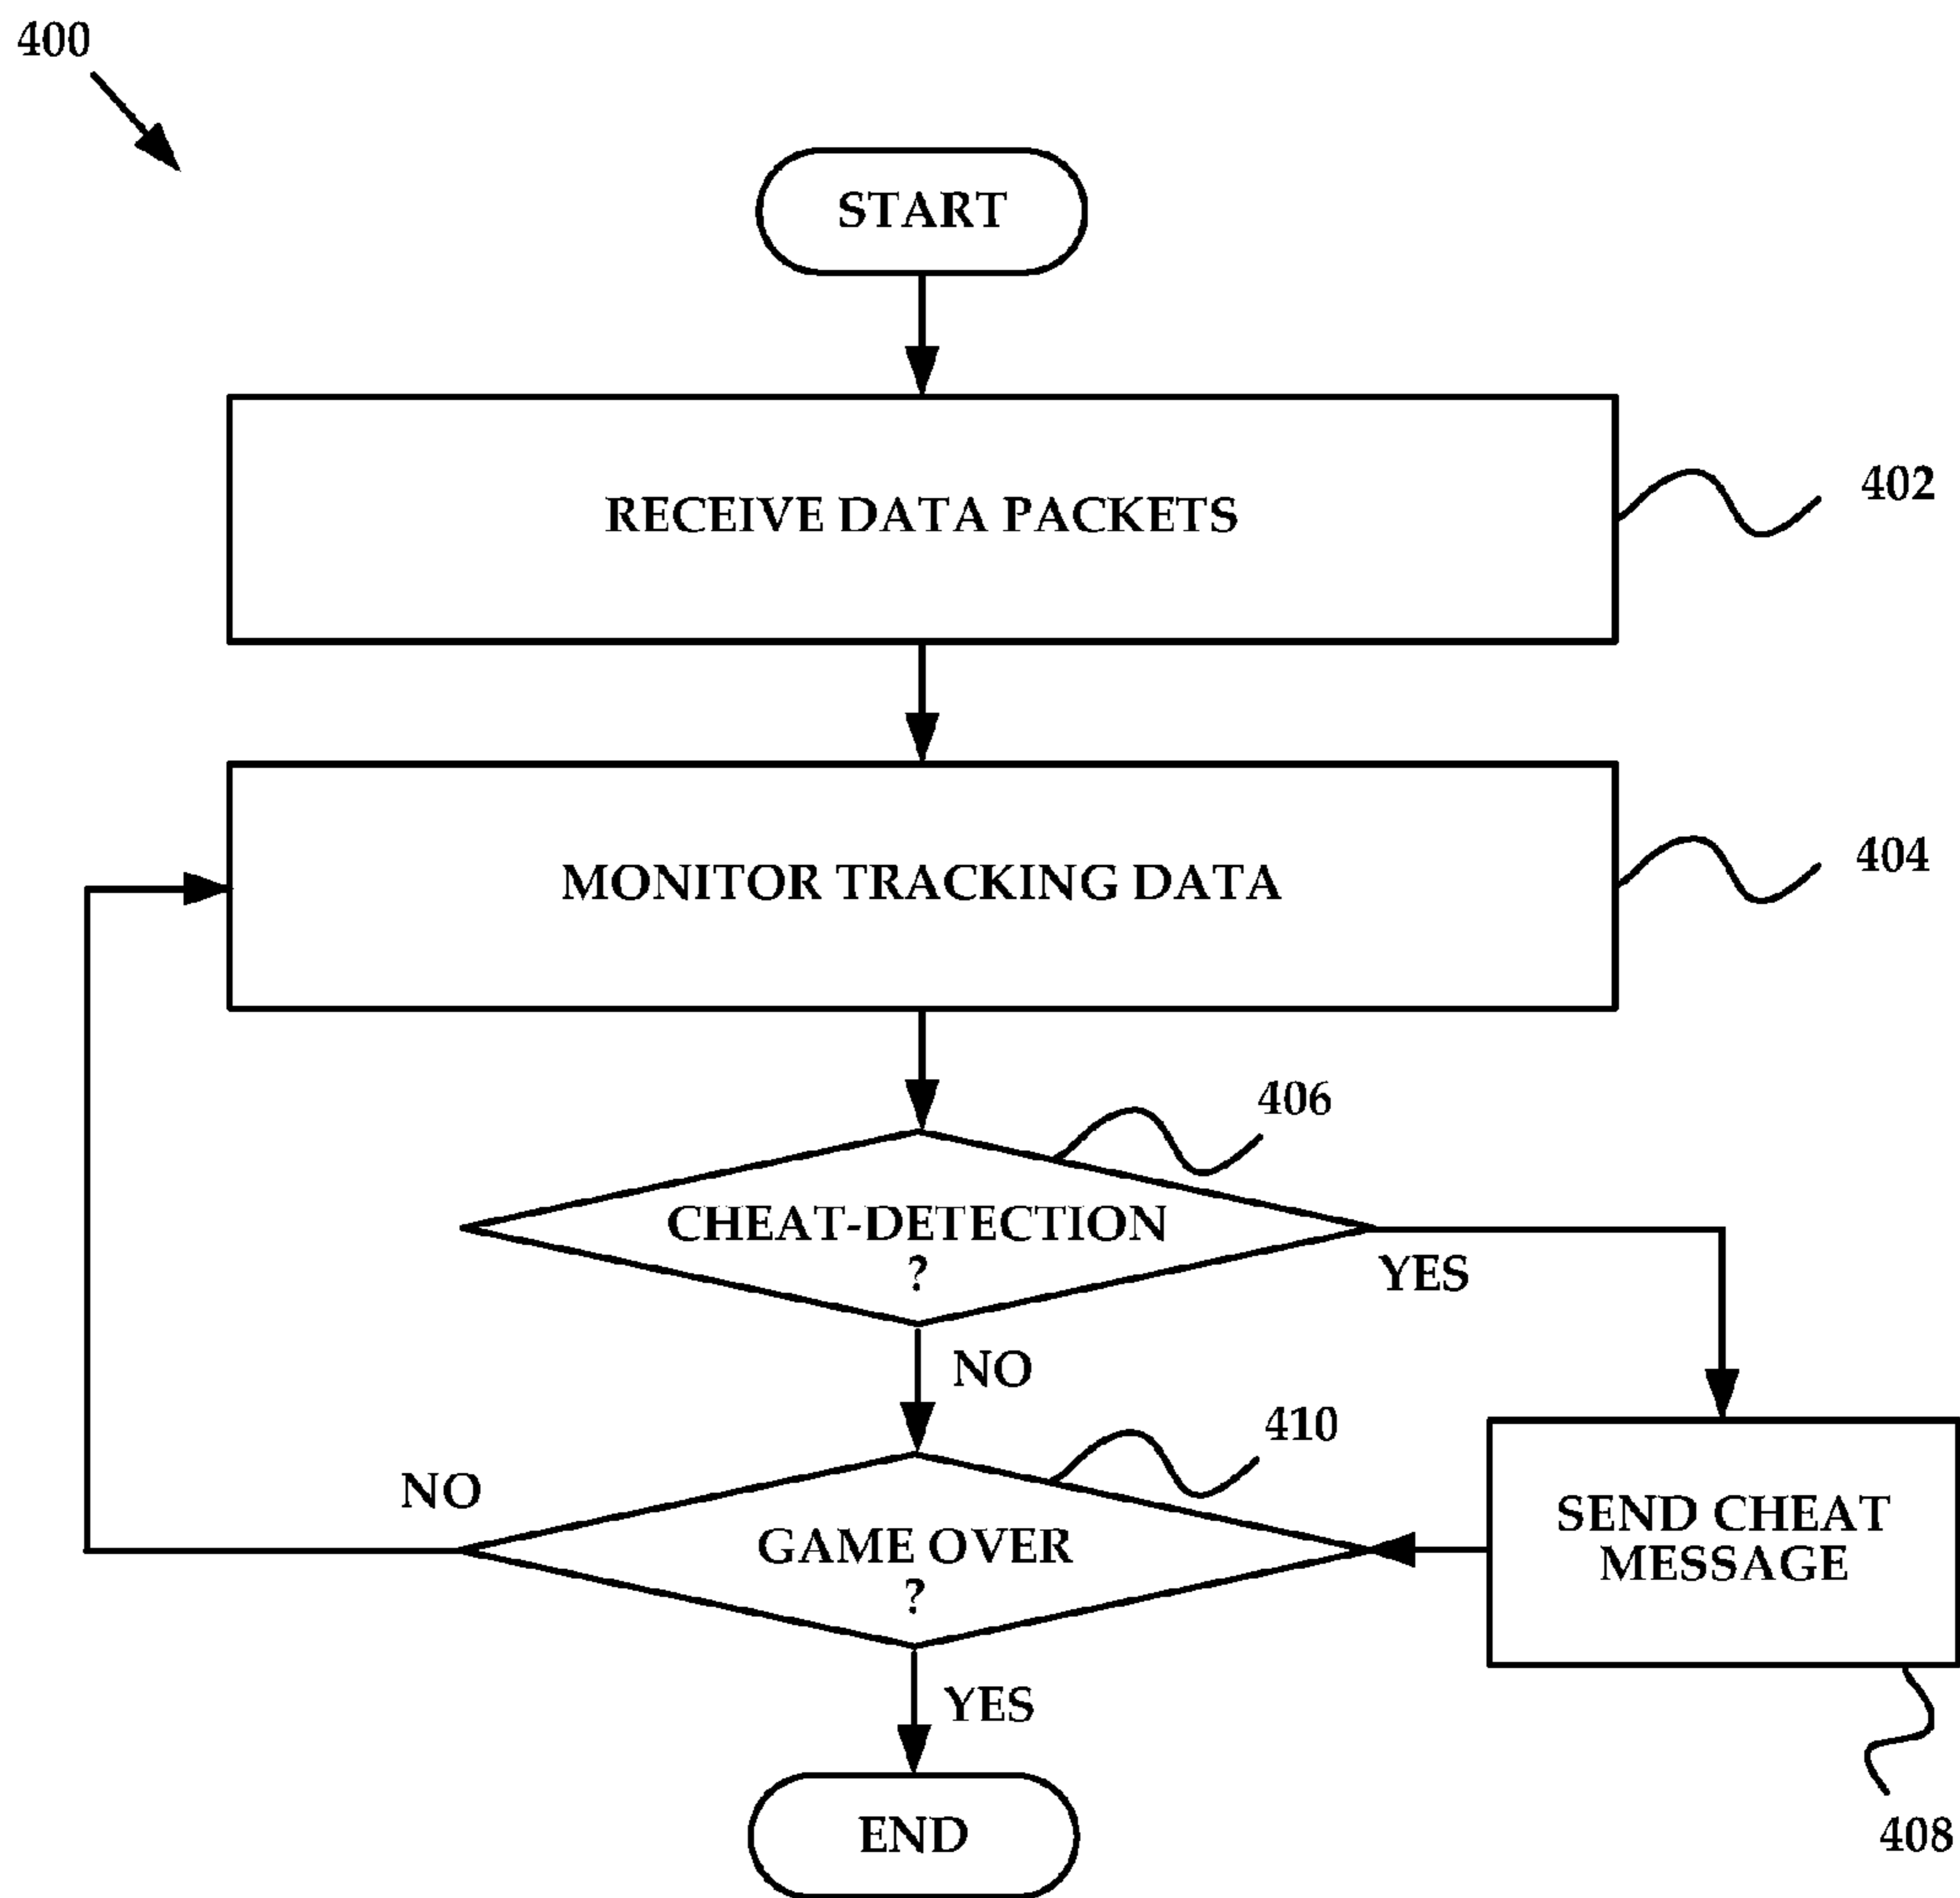 400
START
RECEIVE DATA PACKETS
402
MONITOR TRACKING DATA
404
406
CHEAT-DETECTION
?
YES
NO
410
NO
GAME OVER
?
SEND CHEAT
MESSAGE
YES
END
408